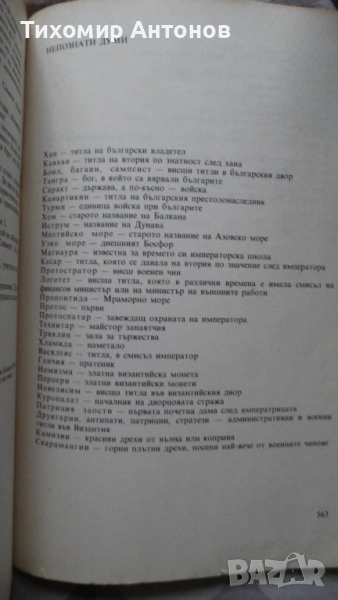 Тихомир Антонов
НЕПОЗНАТИ ДУМИ
Хан — титла на български владетел
Кавхан — титла на втория по знатност след хана
Боил, багаин, сампсист — висши титли в българския двор
Тангра — бог, в който са вярвали българите
Саракт — държава, а по-късно — войска
Канартикин — титла на българския престолонаследник
Турма — единица войска при българите
Хем — старото название на Балкана
Иструм — название на Дунава
Меотийско море — старото название на Азовско море
Узко море — днешният Босфор
Магнаура — известна за времето си императорска школа
Кесар — титла, която се давала на втория по значение след императора
Протостратор — висш военен чин
Логотет — висша титла, която в различни времена е имала смисъл на
финансов министър или на министър на външните работи
Пропонтида — Мраморно море
Протос — първи
Протоспатар — завеждащ охраната на императора
Технитар — майстор занаятчия
Триклин — зала за тържества
Хламида — наметало
Василевс — титла, в смисъл император
Гончия — пратеник
Номизма — златна византийска монета
Перпери — златни византийски монети
Новелисим — висша титла във византийския двор
Куропалат — началник на дворцовата стража
Патриция заости — първата почетна дама след императрицата
Друнгарии, антипати, патриции, стратези — административни и военни
титли във Византия
Камизии — красиви дрехи от вълна или коприна
Скарамангии — горни плътни дрехи, носени най-вече от военните чинове
563
bazar